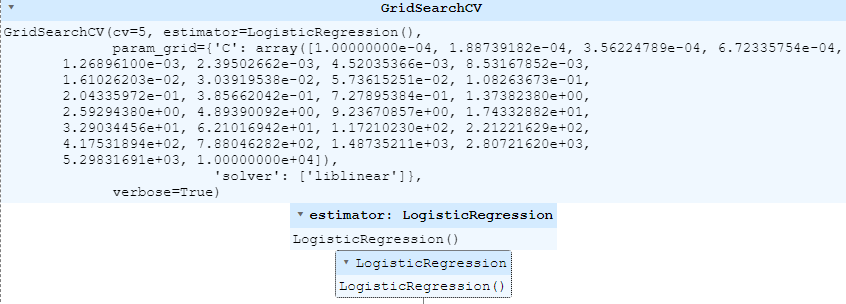 GridSearchCV
GridSearchCV(cv=5, estimator=LogisticRegression(),
param_grid={'C': array([1.00000000e-04, 1.88739182e-04, 3.56224789e-04, 6.72335754e-04,
1.26896100e-03, 2.39502662e-03, 4.52035366e-03, 8.53167852e-03,
1.61026203e-02, 3.03919538e-02, 5.73615251e-02, 1.08263673e-01,
2.04335972e-01, 3.85662042e-01, 7.27895384e-01, 1.37382380e+00,
2.59294380e+00, 4.89390092e+00, 9.23670857e+00, 1.74332882e+01,
3.29034456e+01, 6.21016942e+01, 1.17210230e+02, 2.21221629e+02,
4.17531894e+02, 7.88046282e+02, 1.48735211e+03, 2.80721620e+03,
5.29831691e+03, 1.00000000e+04]),
'solver': ['liblinear']},
verbose=True)
estimator: LogisticRegression
LogisticRegression()
LogisticRegression
LogisticRegression()